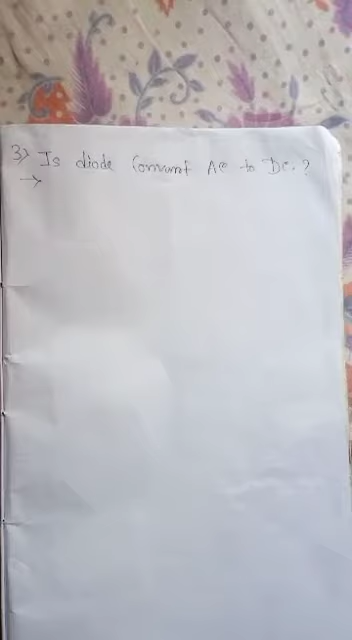 3) Is diode Convert AC to DC. ?
→